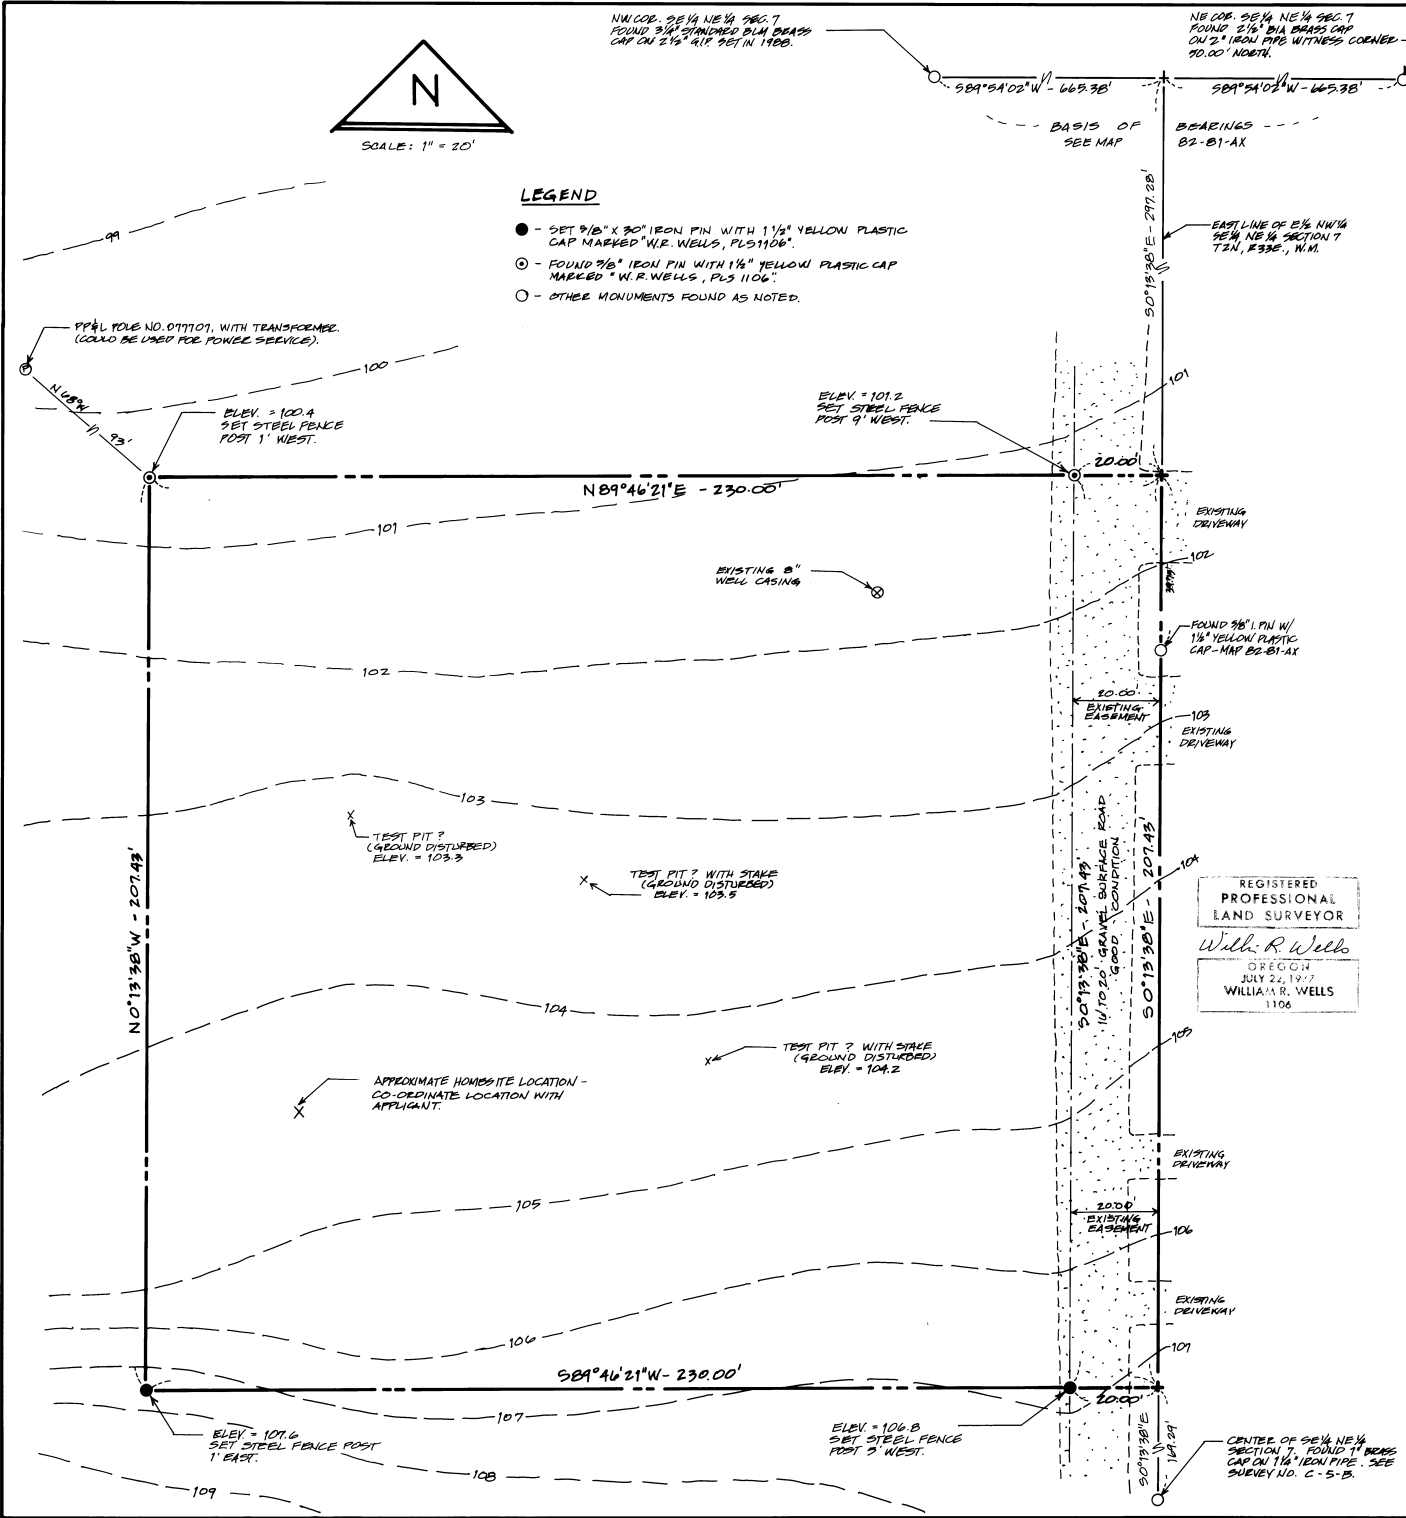 NW COR. SE¼ NE¼ SEC. 7
FOUND 3¼" STANDARD BLM BRASS
CAP ON 2½" G.I.P. SET IN 1988.
NE COR. SE¼ NE¼ SEC. 7
FOUND 2½" BIA BRASS CAP
ON 2" IRON PIPE WITNESS CORNER -
50.00' NORTH.
N
SCALE: 1" = 20'
S89°54'02"W - 665.38'
S89°54'02"W - 665.38'
BASIS OF BEARINGS
SEE MAP 82-81-AX
LEGEND
- SET 5/8" X 30" IRON PIN WITH 1½" YELLOW PLASTIC
CAP MARKED "W.R. WELLS, PLS 1106".
- FOUND 5/8" IRON PIN WITH 1½" YELLOW PLASTIC CAP
MARKED "W.R. WELLS, PLS 1106".
- OTHER MONUMENTS FOUND AS NOTED.
S0°13'38"E - 297.28'
EAST LINE OF E½ NW¼
SE¼ NE¼ SECTION 7
T2N, R33E., W.M.
99
PP&L POLE NO. 077707, WITH TRANSFORMER.
(COULD BE USED FOR POWER SERVICE).
P
N 68°W
93'
100
101
ELEV. = 100.4
SET STEEL FENCE
POST 1' WEST.
ELEV. = 101.2
SET STEEL FENCE
POST 9' WEST.
20.00'
N89°46'21"E - 230.00'
EXISTING
DRIVEWAY
101
102
EXISTING 8"
WELL CASING
FOUND 5/8" I. PIN W/
1½" YELLOW PLASTIC
CAP - MAP 82-81-AX
102
20.00'
EXISTING
EASEMENT
103
EXISTING
DRIVEWAY
103
TEST PIT ?
(GROUND DISTURBED)
ELEV. = 103.3
TEST PIT ? WITH STAKE
(GROUND DISTURBED)
ELEV. = 103.5
N0°13'38"W - 207.43'
S0°13'38"E - 207.43'
16' TO 20' GRAVEL SURFACE ROAD
GOOD CONDITION
S0°13'38"E - 207.43'
104
REGISTERED
PROFESSIONAL
LAND SURVEYOR
William R. Wells
OREGON
JULY 22, 1977
WILLIAM R. WELLS
1106
104
TEST PIT ? WITH STAKE
(GROUND DISTURBED)
ELEV. = 104.2
105
APPROXIMATE HOMESITE LOCATION -
CO-ORDINATE LOCATION WITH
APPLICANT.
EXISTING
DRIVEWAY
105
20.00'
EXISTING
EASEMENT
106
EXISTING
DRIVEWAY
106
107
S89°46'21"W - 230.00'
20.00'
107
ELEV. = 107.6
SET STEEL FENCE POST
1' EAST.
ELEV. = 106.8
SET STEEL FENCE
POST 3' WEST.
S0°13'38"E
169.29'
CENTER OF SE¼ NE¼
SECTION 7. FOUND 1" BRASS
CAP ON 1¼" IRON PIPE. SEE
SURVEY NO. C-5-B.
108
109